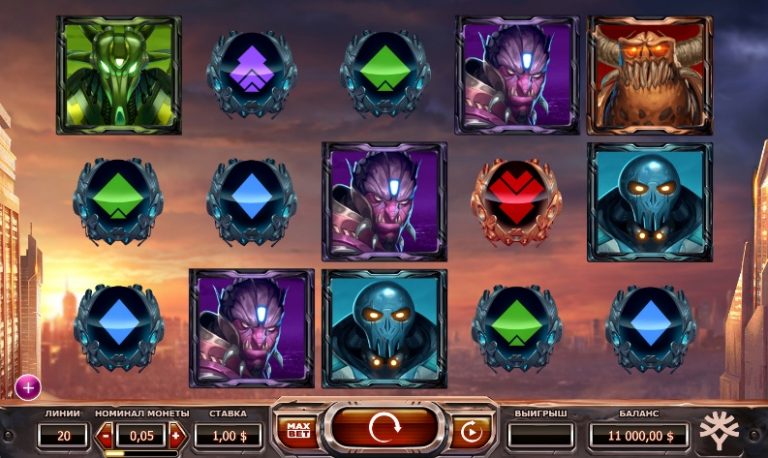 ЛИНИИ НОМИНАЛ МОНЕТЫ СТАВКА ВЫИГРЫШ БАЛАНС
20 0,05 1,00 $ MAX BET 11 000,00 $